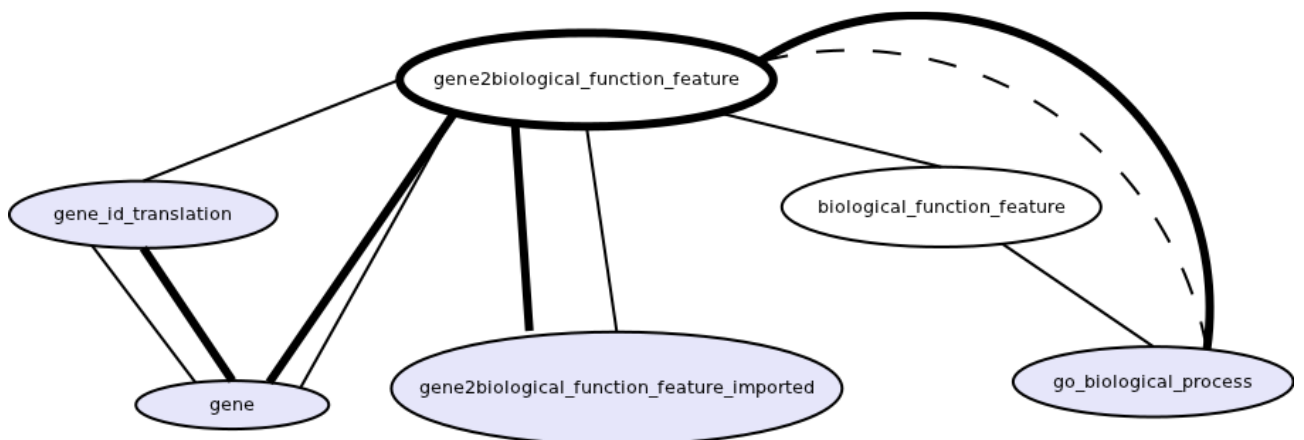 gene2biological_function_feature
gene_id_translation
biological_function_feature
gene2biological_function_feature_imported
go_biological_process
gene